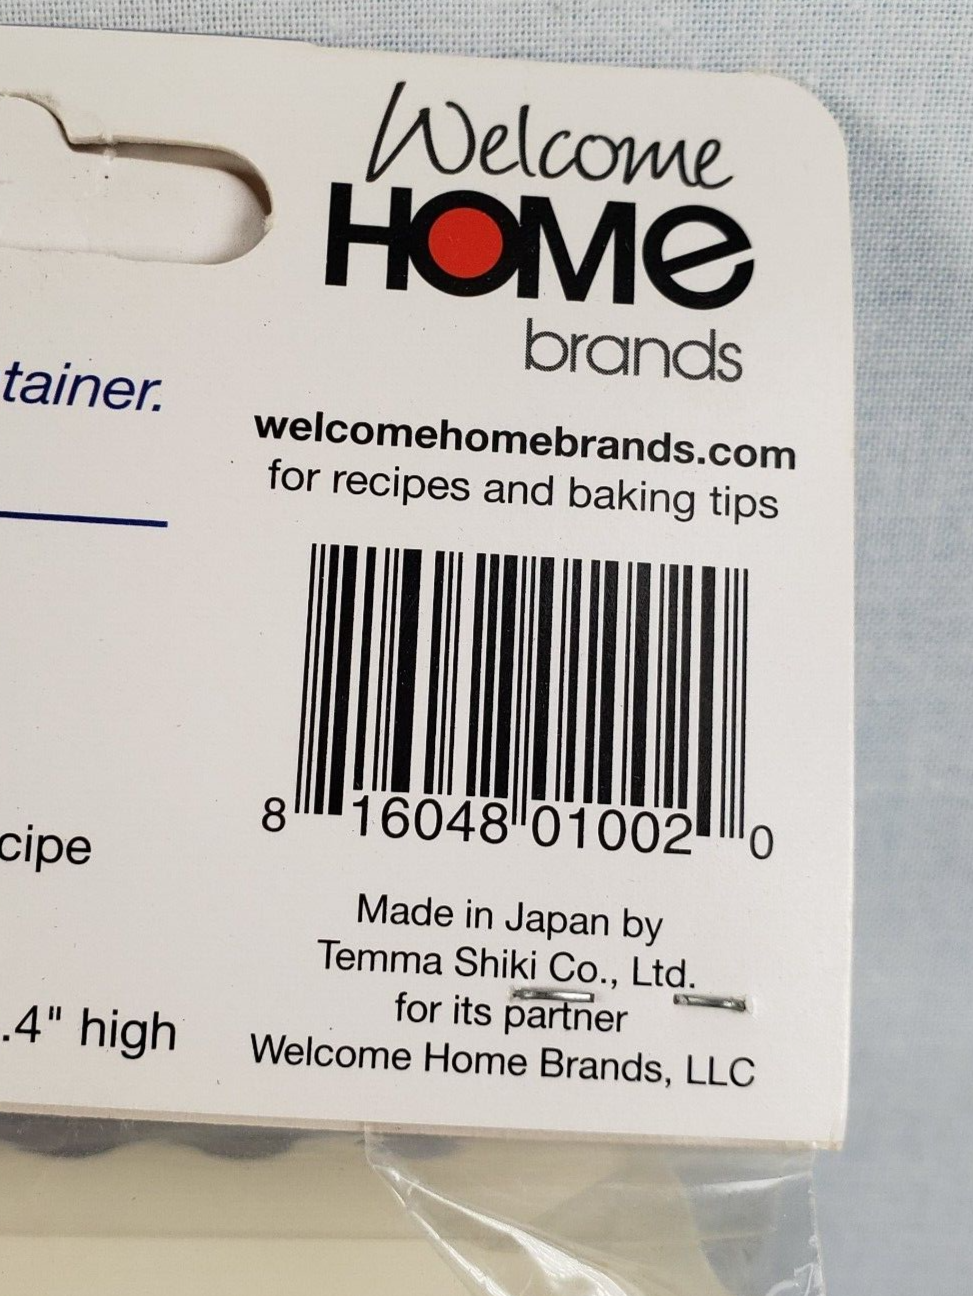 Welcome
HOMe
brands
tainer.
welcomehomebrands.com
for recipes and baking tips
8 16048 01002 0
cipe
Made in Japan by
Temma Shiki Co., Ltd.
.4" high
for its partner
Welcome Home Brands, LLC